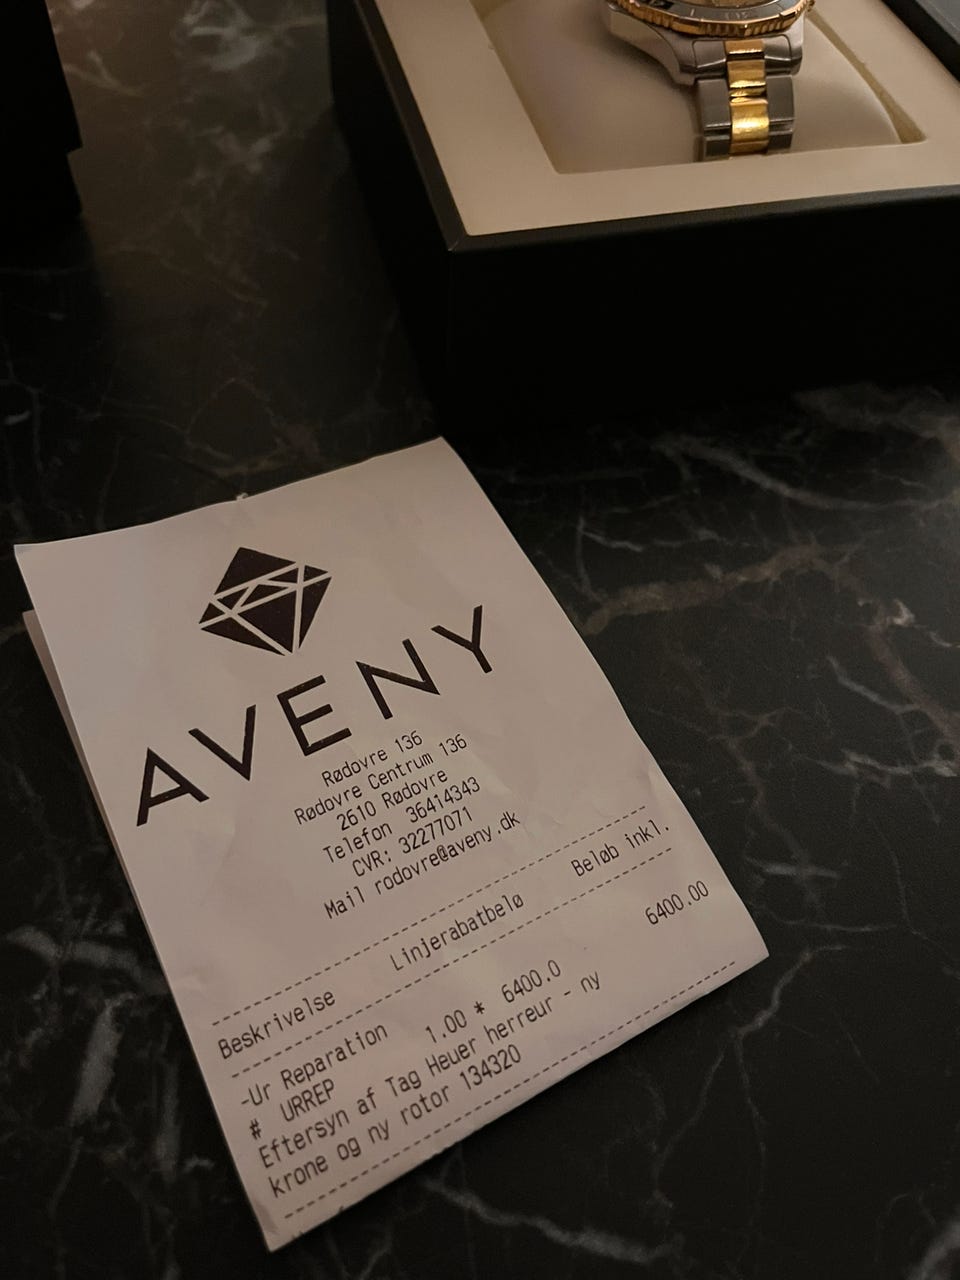 AVENY
Rødovre 136
Rødovre Centrum 136
2610 Rødovre
Telefon 36414343
CVR: 32277071
Mail rodovre@aveny.dk
Beskrivelse Linjerabatbelø Beløb inkl.
-Ur Reparation 1.00 * 6400.0 6400.00
# URREP
Eftersyn af Tag Heuer herreur - ny
krone og ny rotor 134320